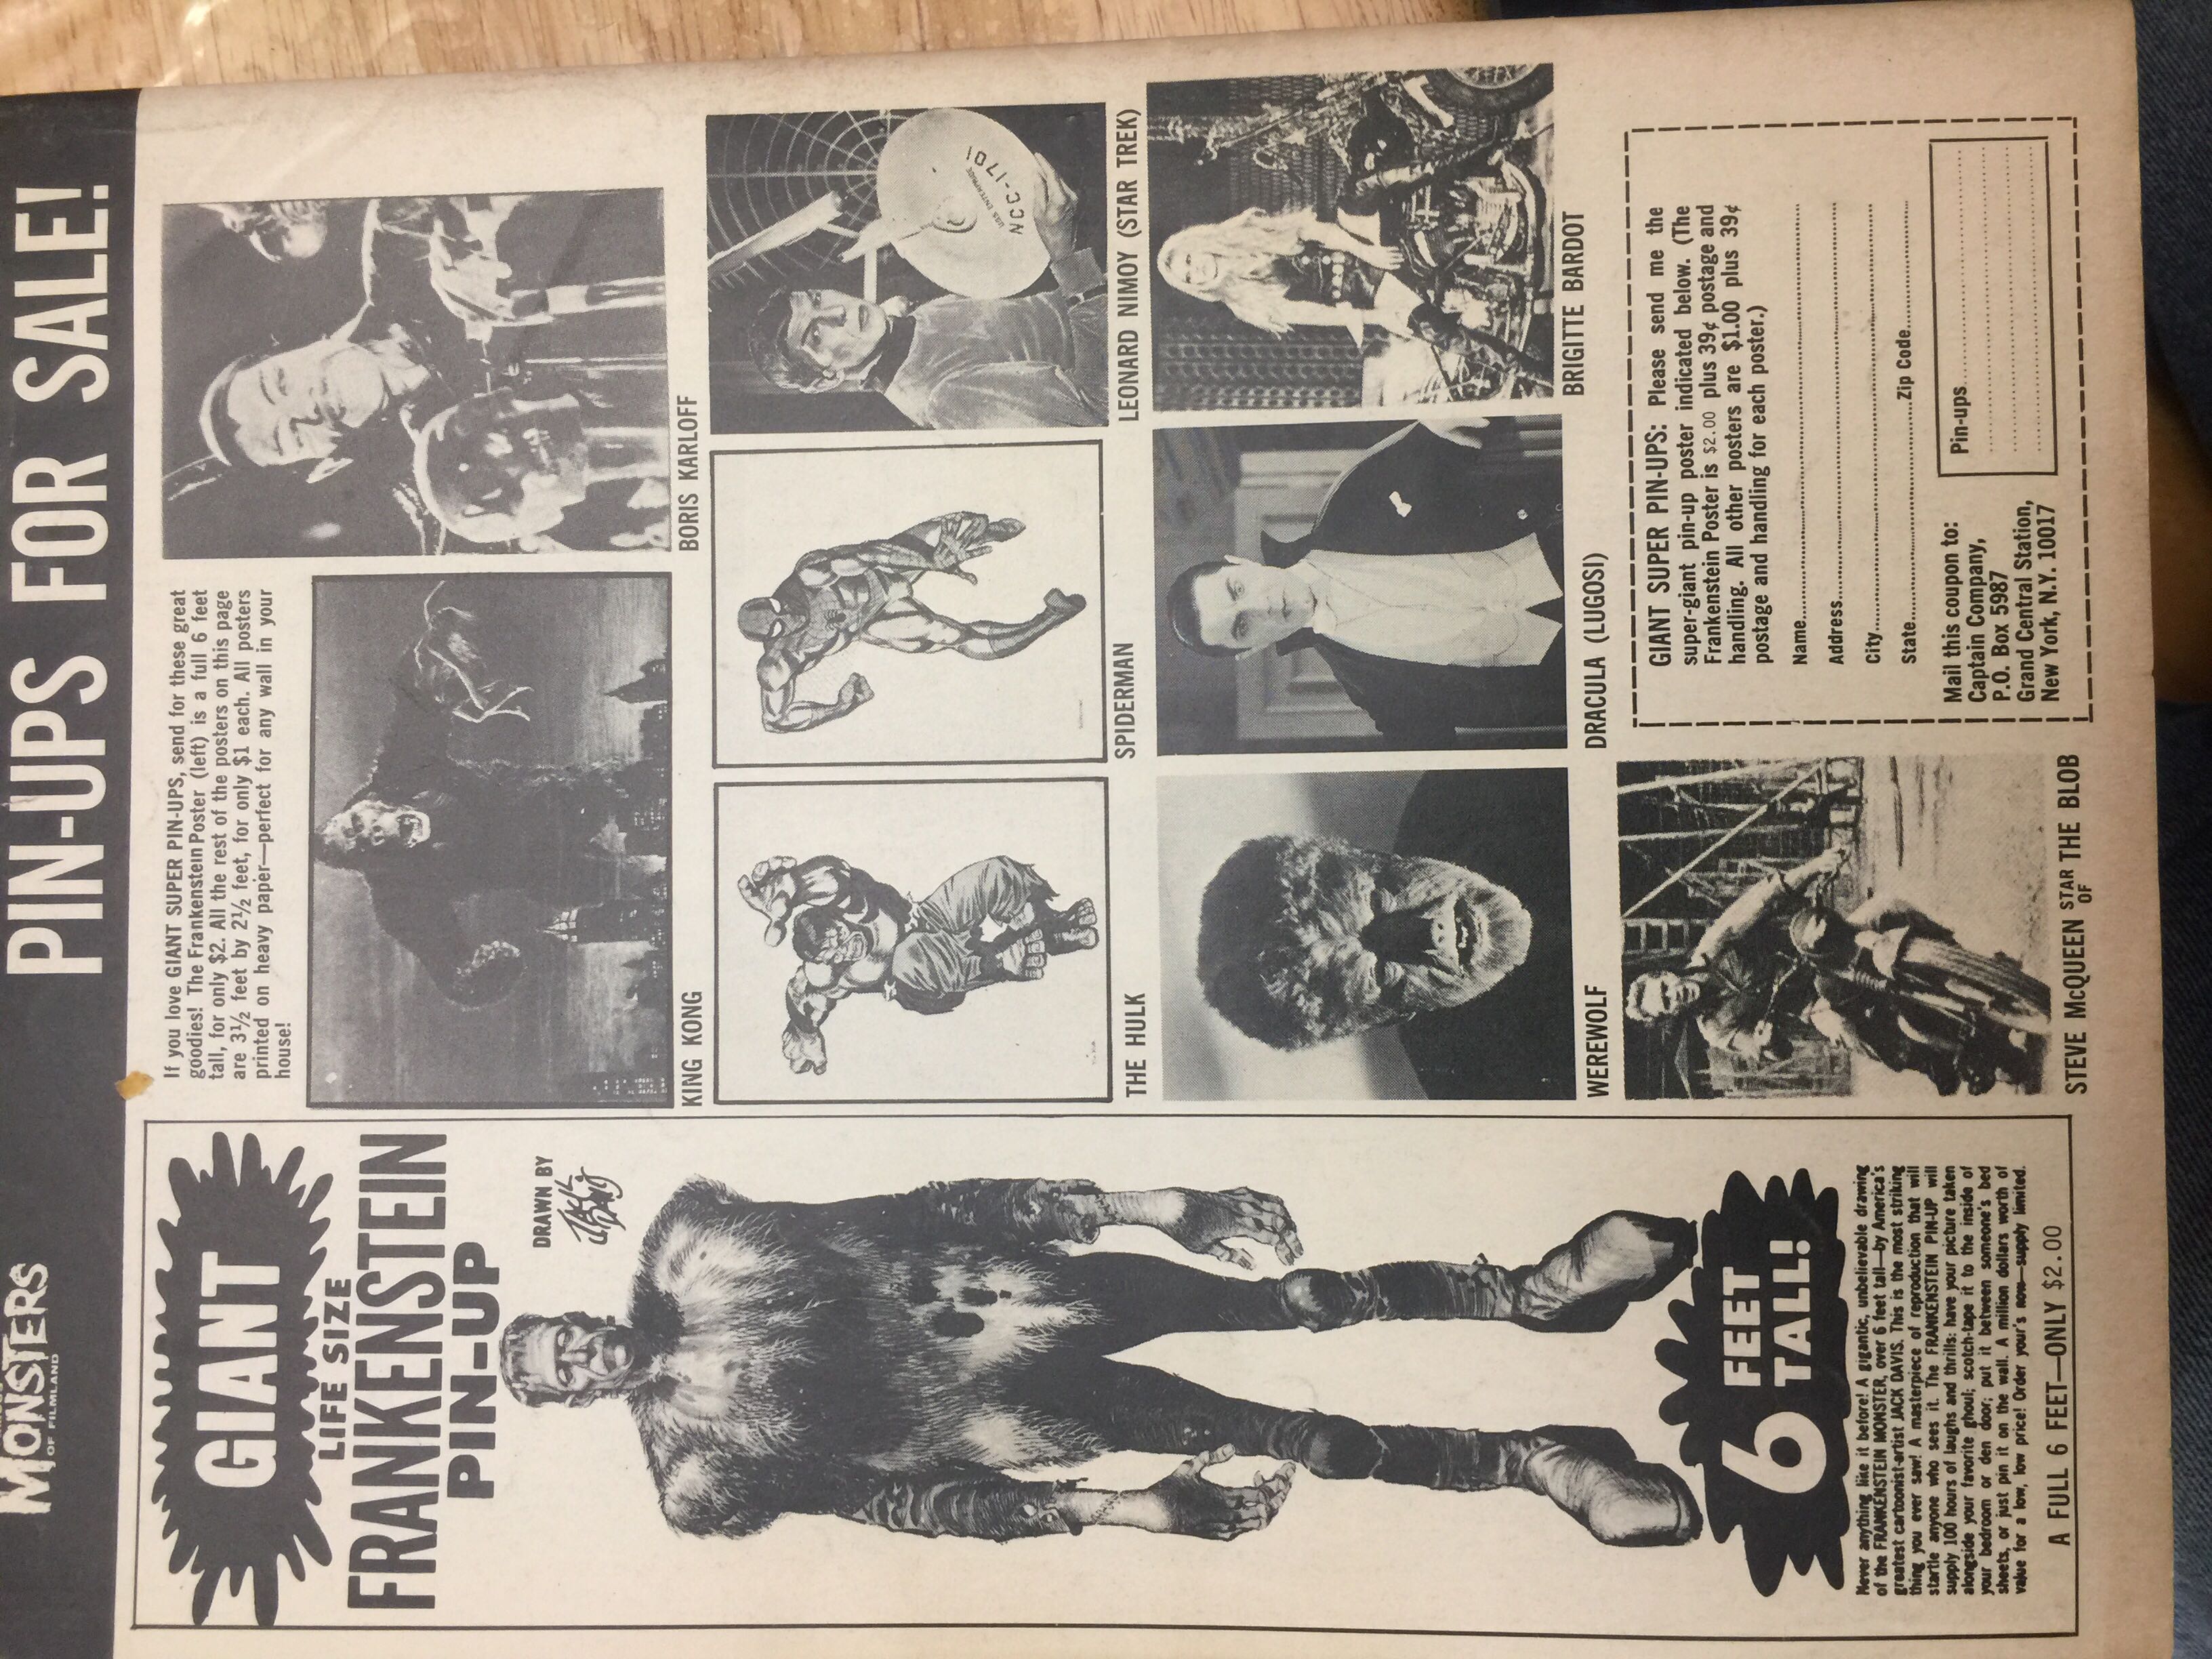 MONSTERS
OF FILMLAND
PIN-UPS FOR SALE!
GIANT
LIFE SIZE
FRANKENSTEIN
PIN-UP
DRAWN BY
JACK
DAVIS
6 FEET
TALL!
Never anything like it before! A gigantic, unbelievable drawing
of the FRANKENSTEIN MONSTER, over 6 feet tall—by America's
greatest cartoonist-artist JACK DAVIS. This is the most striking
thing you ever saw! A masterpiece of reproduction that will
startle anyone who sees it. The FRANKENSTEIN PIN-UP will
supply 100 hours of laughs and thrills: have your picture taken
alongside your favorite ghoul; scotch-tape it to the inside of
your bedroom or den door; put it between someone's bed
sheets, or just pin it on the wall. A million dollars worth of
value for a low, low price! Order your's now—supply limited.
A FULL 6 FEET—ONLY $2.00
If you love GIANT SUPER PIN-UPS, send for these great
goodies! The Frankenstein Poster (left) is a full 6 feet
tall, for only $2. All the rest of the posters on this page
are 3½ feet by 2½ feet, for only $1 each. All posters
printed on heavy paper—perfect for any wall in your
house!
KING KONG
BORIS KARLOFF
THE HULK
SPIDERMAN
USS ENTERPRISE
NCC-1701
LEONARD NIMOY (STAR TREK)
WEREWOLF
DRACULA (LUGOSI)
BRIGITTE BARDOT
STEVE McQUEEN STAR OF THE BLOB
GIANT SUPER PIN-UPS: Please send me the
super-giant pin-up poster indicated below. (The
Frankenstein Poster is $2.00 plus 39¢ postage and
handling. All other posters are $1.00 plus 39¢
postage and handling for each poster.)
Name
Address
City
State Zip Code
Mail this coupon to:
Captain Company,
P.O. Box 5987
Grand Central Station,
New York, N.Y. 10017
Pin-ups